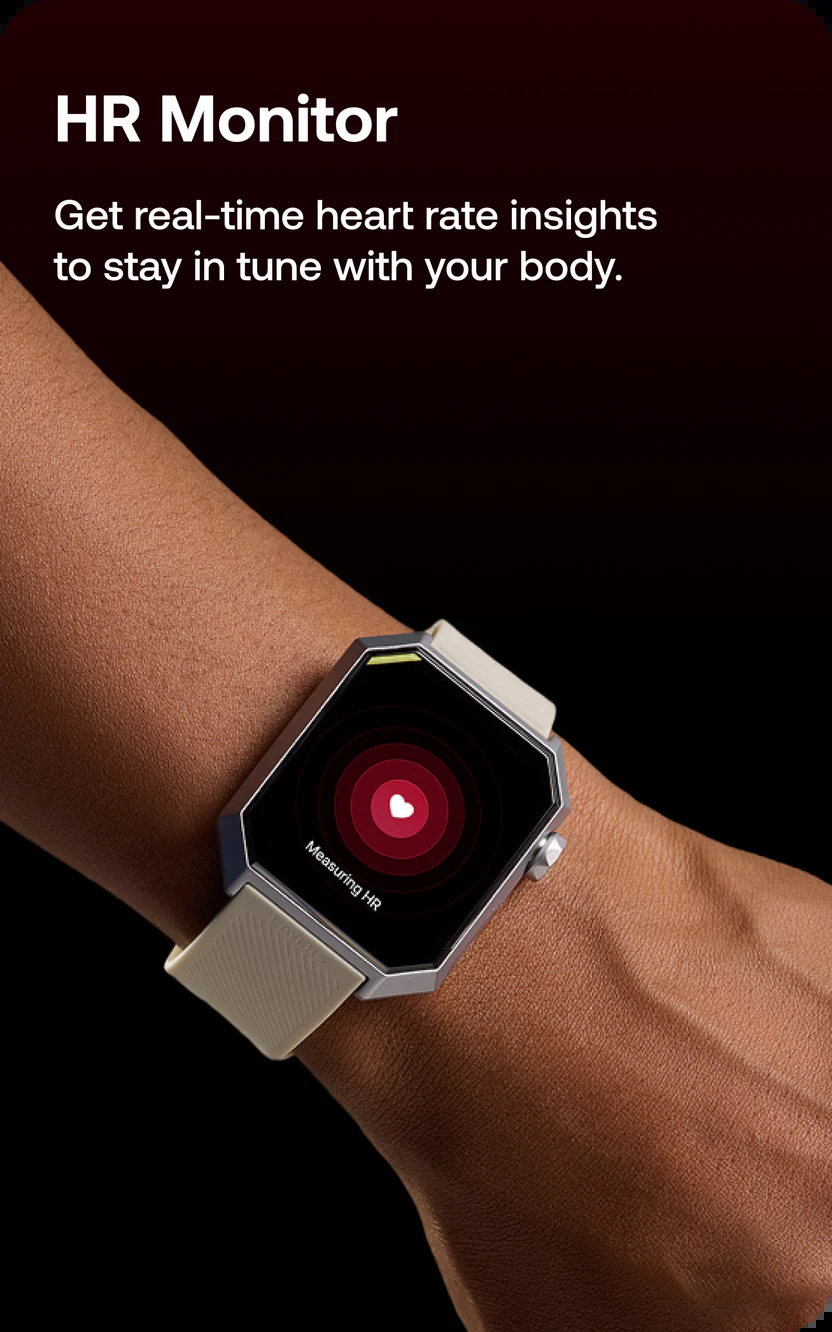 HR Monitor
Get real-time heart rate insights
to stay in tune with your body.
Measuring HR